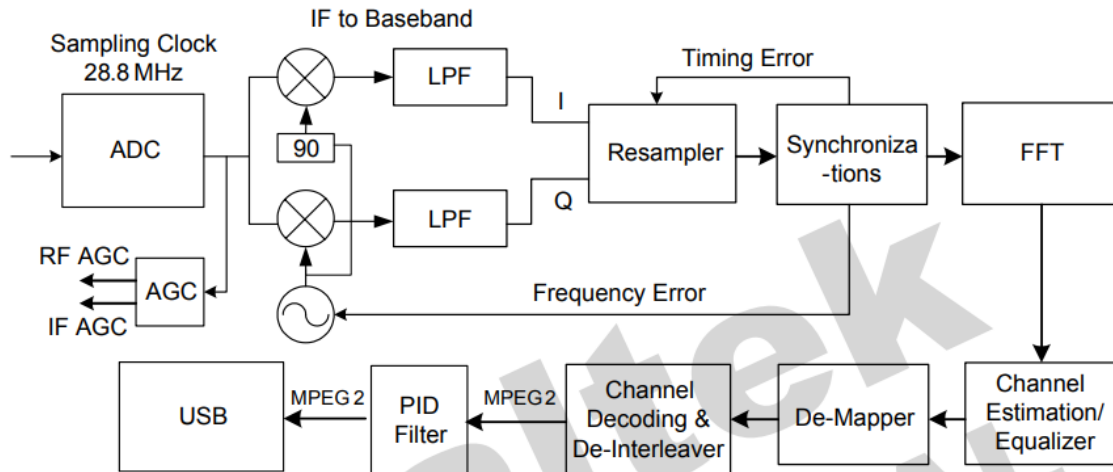 IF to Baseband
Sampling Clock
28.8 MHz
ADC
LPF
90
LPF
I
Q
Timing Error
Resampler
Synchroniza
-tions
FFT
RF AGC
IF AGC
AGC
Frequency Error
USB
MPEG 2
PID
Filter
MPEG 2
Channel
Decoding &
De-Interleaver
De-Mapper
Channel
Estimation/
Equalizer